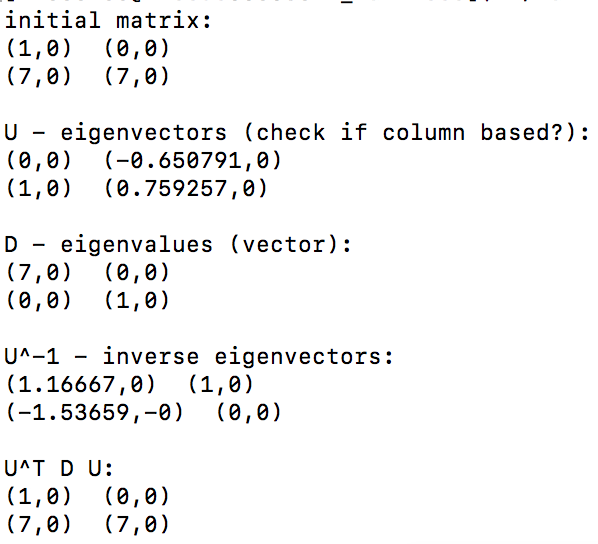 initial matrix:
(1,0)  (0,0)
(7,0)  (7,0)
U – eigenvectors (check if column based?):
(0,0)  (-0.650791,0)
(1,0)  (0.759257,0)
D – eigenvalues (vector):
(7,0)  (0,0)
(0,0)  (1,0)
U^-1 – inverse eigenvectors:
(1.16667,0)  (1,0)
(-1.53659,-0)  (0,0)
U^T D U:
(1,0)  (0,0)
(7,0)  (7,0)